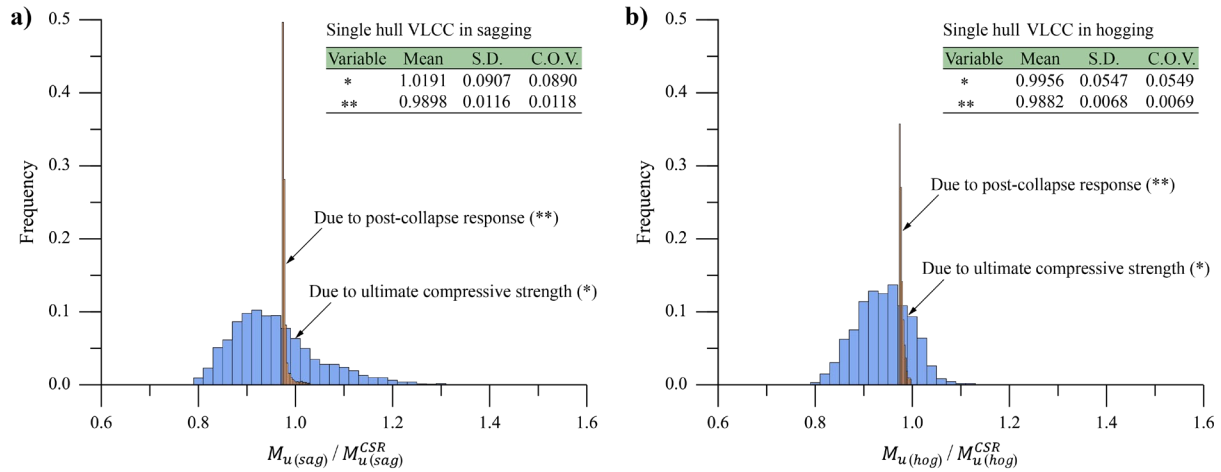 a)
Single hull VLCC in sagging
Variable Mean S.D. C.O.V.
* 1.0191 0.0907 0.0890
** 0.9898 0.0116 0.0118
0.5
0.4
0.3
0.2
0.1
0.0
Frequency
Due to post-collapse response (**)
Due to ultimate compressive strength (*)
0.6 0.8 1.0 1.2 1.4 1.6
M_{u(sag)} / M_{u(sag)}^{CSR}
b)
Single hull VLCC in hogging
Variable Mean S.D. C.O.V.
* 0.9956 0.0547 0.0549
** 0.9882 0.0068 0.0069
0.5
0.4
0.3
0.2
0.1
0.0
Frequency
Due to post-collapse response (**)
Due to ultimate compressive strength (*)
0.6 0.8 1.0 1.2 1.4 1.6
M_{u(hog)} / M_{u(hog)}^{CSR}